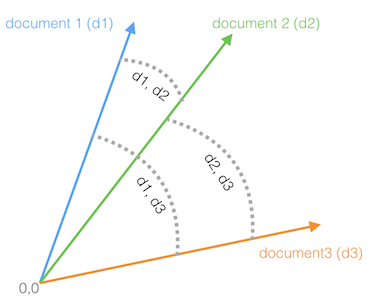 document 1 (d1)
document 2 (d2)
d1, d2
d1, d3
d2, d3
document3 (d3)
0,0